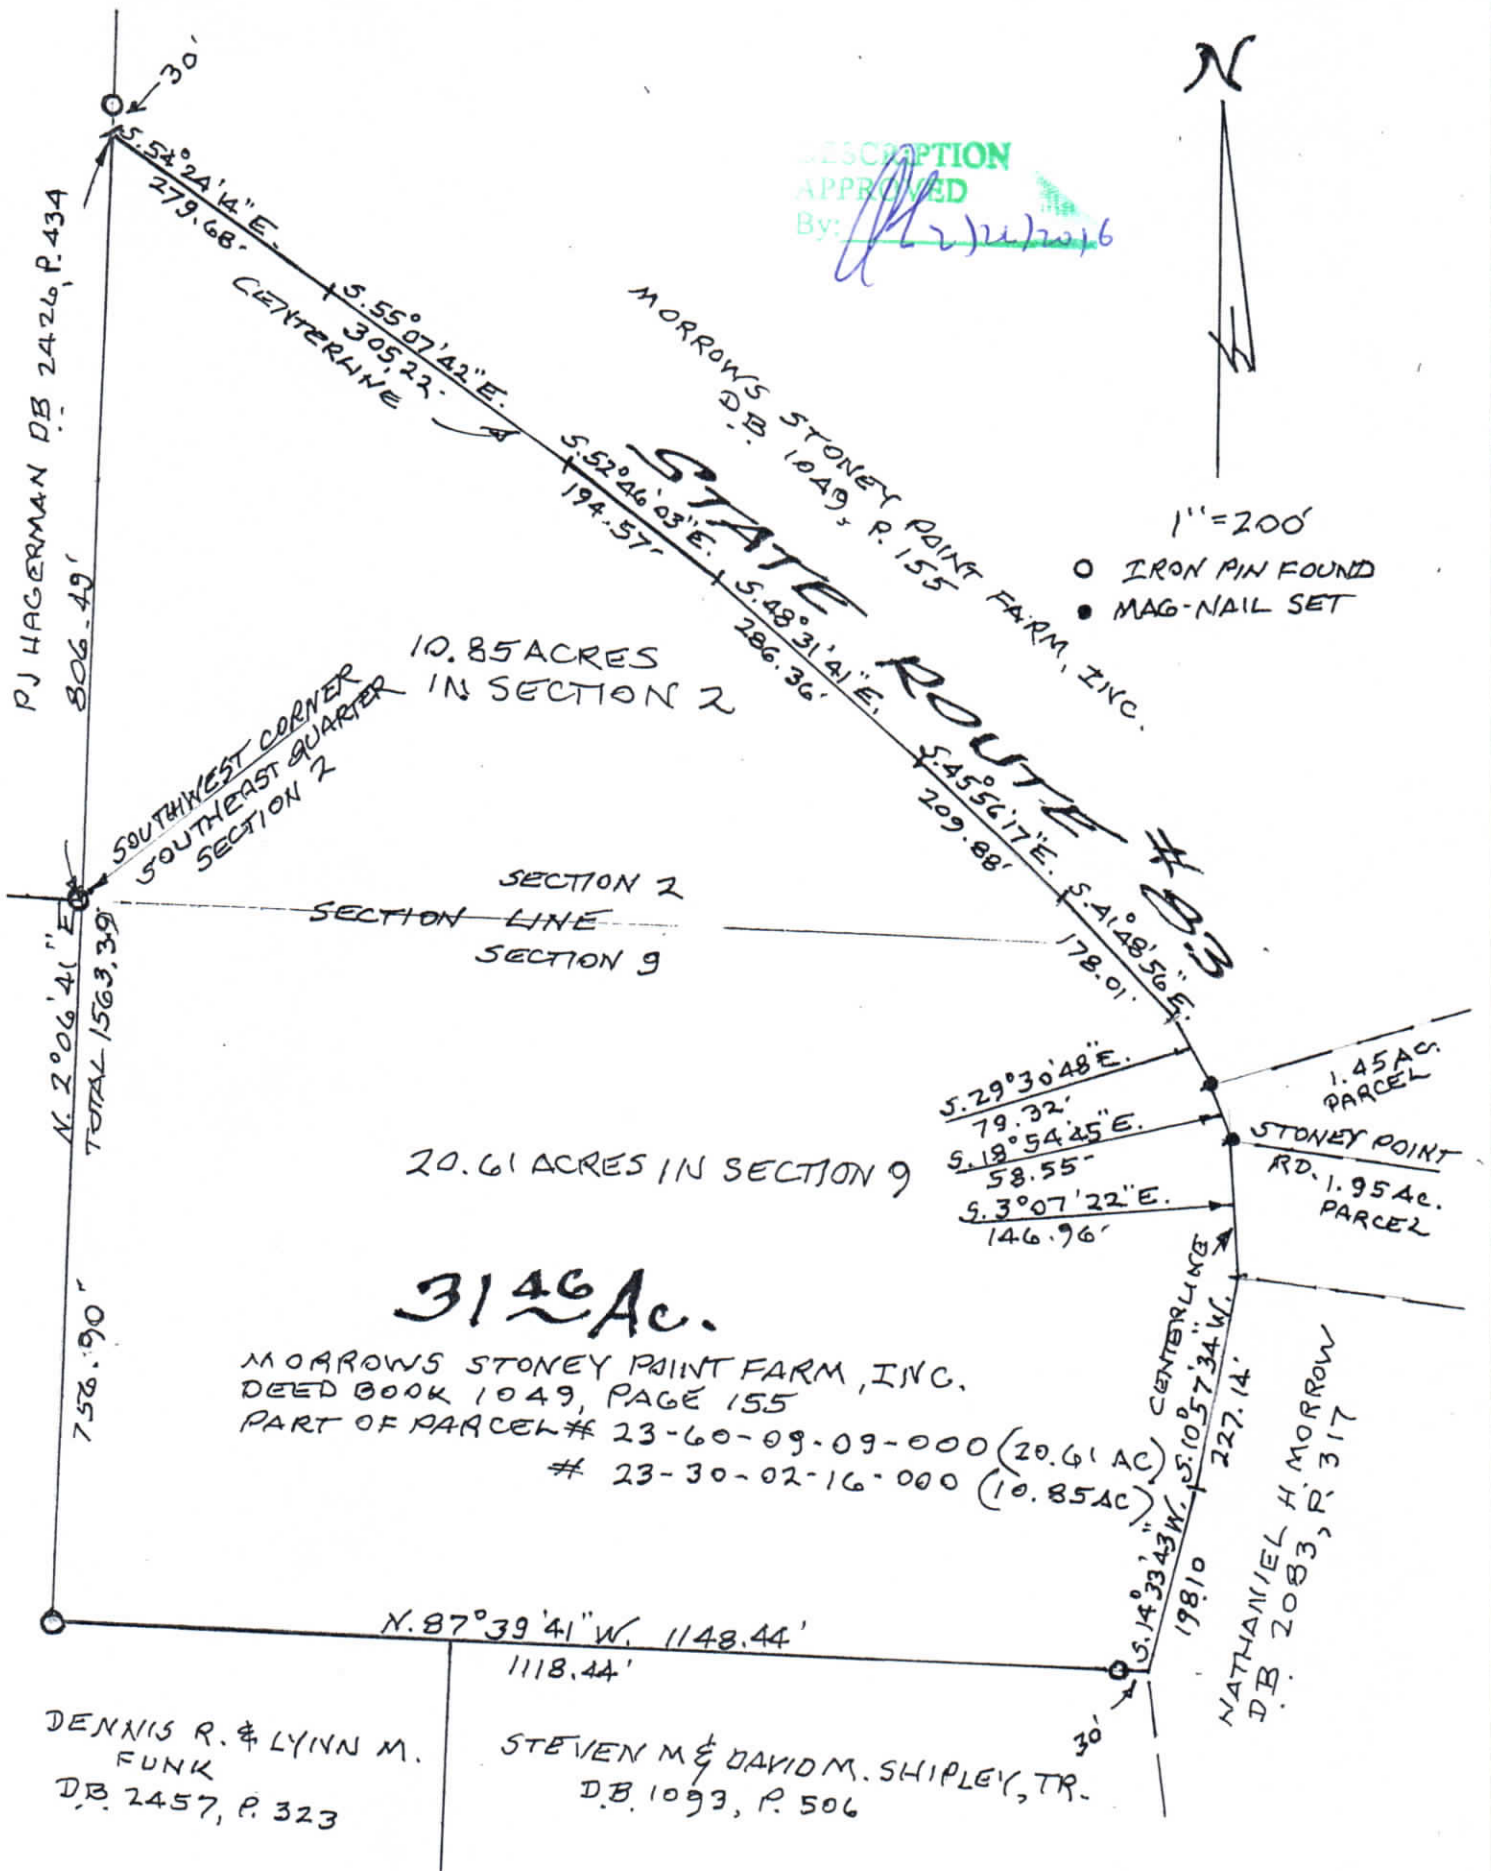 30'
N
S.54°24'14"E.
279.68'
DESCRIPTION
APPROVED
By: 2/26/2016
PJ HAGERMAN DB 2426, P. 434
806.49'
CENTERLINE
S.55°07'42"E.
305.22'
S.52°46'03"E.
194.57'
STATE ROUTE # 83
MORROWS STONEY POINT FARM, INC.
D.B. 1049, P. 155
S.48°31'41"E.
286.36'
1"=200'
IRON PIN FOUND
MAG-NAIL SET
10.85 ACRES
IN SECTION 2
SOUTHWEST CORNER
SOUTHEAST QUARTER
SECTION 2
S.45°56'17"E.
209.88'
S.41°48'56"E.
178.01'
SECTION 2
SECTION LINE
SECTION 9
N. 2°06'41"E
TOTAL 1563.39'
S.29°30'48"E.
79.32'
S.18°54'45"E.
58.55'
S.3°07'22"E.
146.96'
1.45 AC.
PARCEL
STONEY POINT
RD.
1.95 AC.
PARCEL
20.61 ACRES IN SECTION 9
756.90'
31 46 Ac.
MORROWS STONEY POINT FARM, INC.
DEED BOOK 1049, PAGE 155
PART OF PARCEL # 23-60-09-09-000 (20.61 AC)
# 23-30-02-16-000 (10.85AC)
CENTERLINE
S.10°57'34"W.
227.14'
S.14°33'43"W.
198.10
NATHANIEL H. MORROW
D.B. 2083, P. 317
N.87°39'41"W. 1148.44'
1118.44'
30'
DENNIS R. & LYNN M.
FUNK
D.B. 2457, P. 323
STEVEN M & DAVID M. SHIPLEY, TR.
D.B. 1093, P. 506